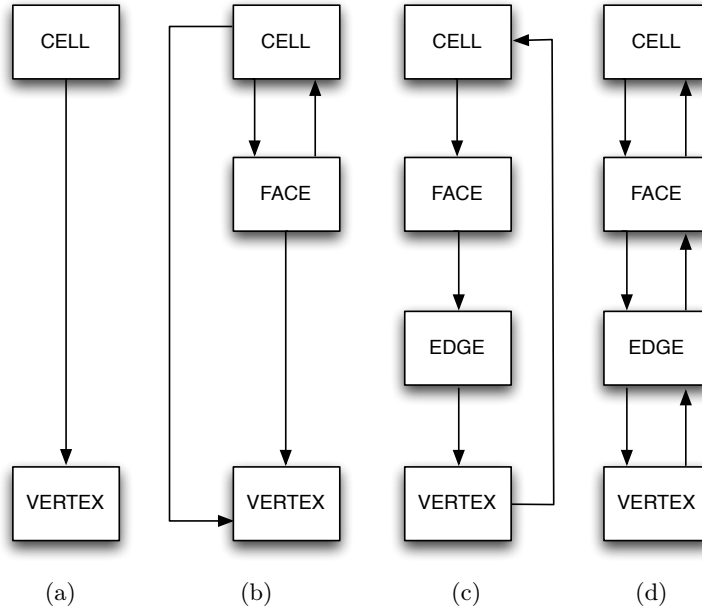 CELL CELL CELL CELL
FACE FACE FACE
EDGE EDGE
VERTEX VERTEX VERTEX VERTEX
(a) (b) (c) (d)